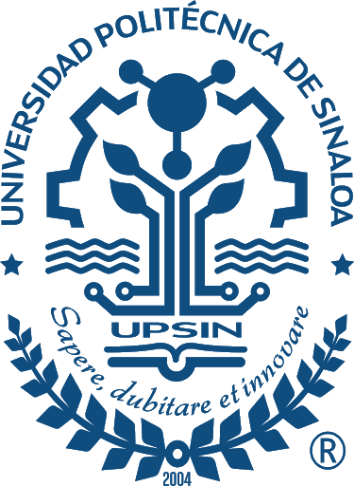 UNIVERSIDAD POLITÉCNICA DE SINALOA
UPSIN
Sapere, dubitare et innovare
2004
®